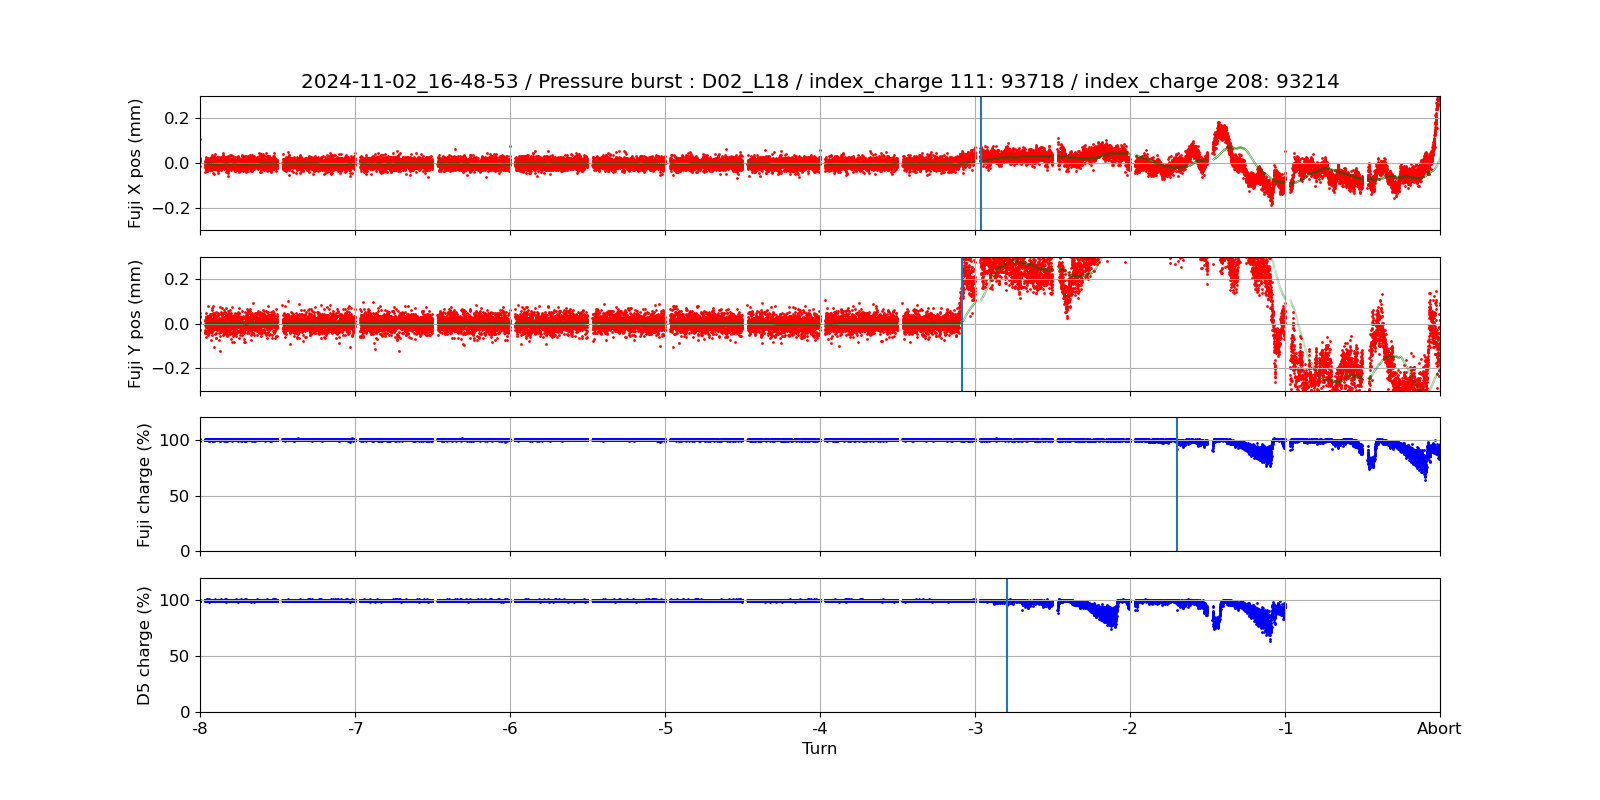 2024-11-02_16-48-53 / Pressure burst : D02_L18 / index_charge 111: 93718 / index_charge 208: 93214
Fuji X pos (mm)
0.2
0.0
−0.2
Fuji Y pos (mm)
0.2
0.0
−0.2
Fuji charge (%)
100
50
0
D5 charge (%)
100
50
0
-8 -7 -6 -5 -4 -3 -2 -1 Abort
Turn